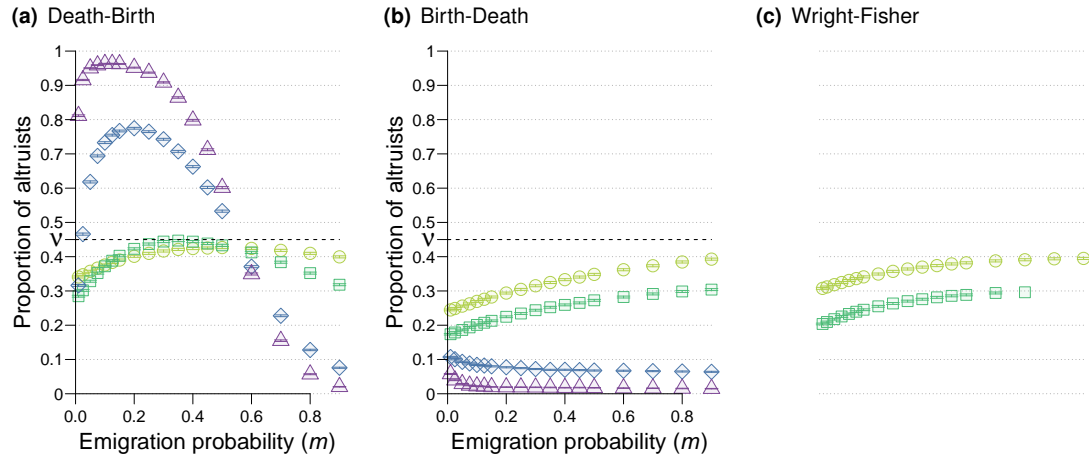 (a) Death-Birth
(b) Birth-Death
(c) Wright-Fisher
Proportion of altruists
1
0.9
0.8
0.7
0.6
0.5
ν
0.4
0.3
0.2
0.1
0
0.0 0.2 0.4 0.6 0.8
Emigration probability (m)
Proportion of altruists
1
0.9
0.8
0.7
0.6
0.5
ν
0.4
0.3
0.2
0.1
0
0.0 0.2 0.4 0.6 0.8
Emigration probability (m)